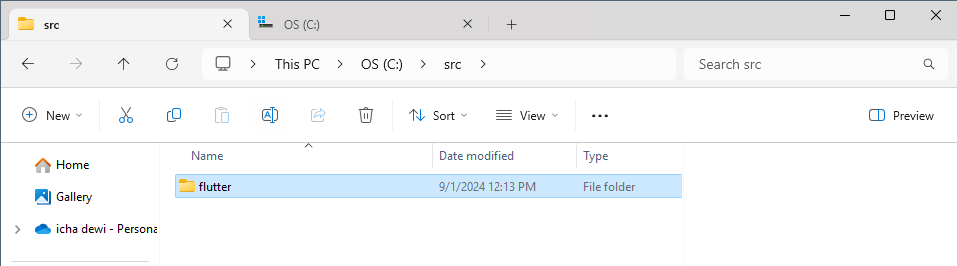 src
OS (C:)
This PC
OS (C:)
src
Search src
New
Sort
View
Preview
Name
Date modified
Type
Home
flutter
9/1/2024 12:13 PM
File folder
Gallery
icha dewi - Persona